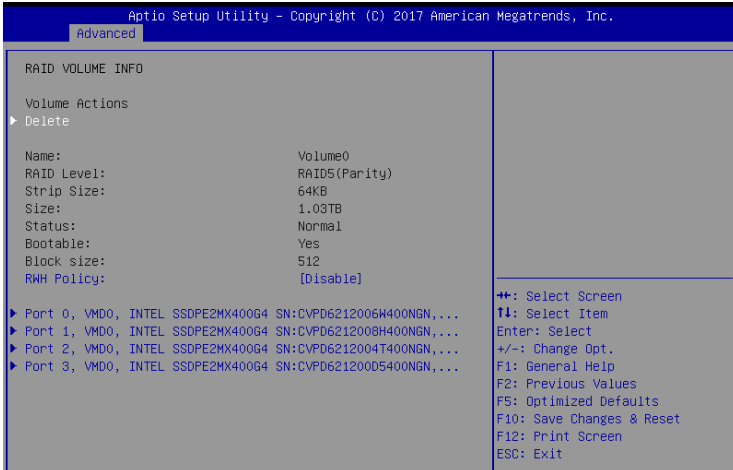 Aptio Setup Utility – Copyright (C) 2017 American Megatrends, Inc.
Advanced
RAID VOLUME INFO
Volume Actions
▶ Delete
Name: Volume0
RAID Level: RAID5(Parity)
Strip Size: 64KB
Size: 1.03TB
Status: Normal
Bootable: Yes
Block size: 512
RWH Policy: [Disable]
▶ Port 0, VMD0, INTEL SSDPE2MX400G4 SN:CVPD6212006W400NGN,...
▶ Port 1, VMD0, INTEL SSDPE2MX400G4 SN:CVPD6212008H400NGN,...
▶ Port 2, VMD0, INTEL SSDPE2MX400G4 SN:CVPD6212004T400NGN,...
▶ Port 3, VMD0, INTEL SSDPE2MX400G4 SN:CVPD621200D5400NGN,...
→←: Select Screen
↑↓: Select Item
Enter: Select
+/-: Change Opt.
F1: General Help
F2: Previous Values
F5: Optimized Defaults
F10: Save Changes & Reset
F12: Print Screen
ESC: Exit